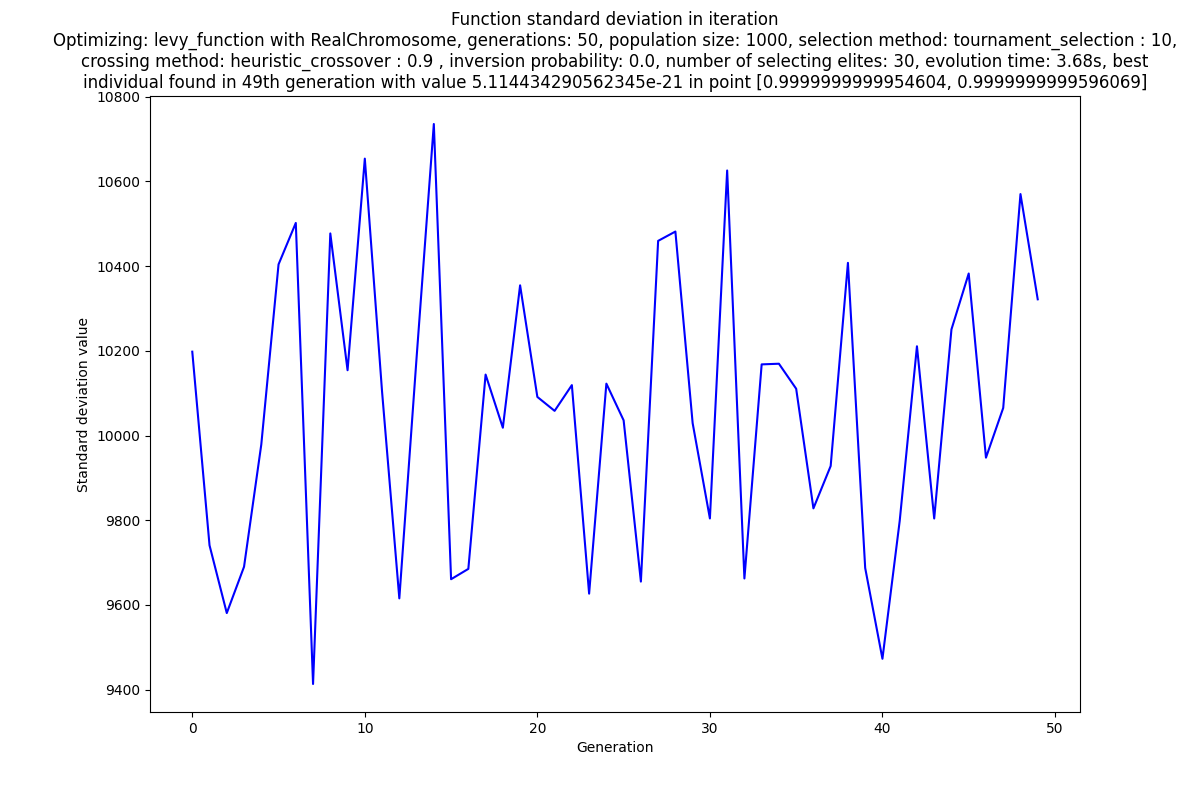 Function standard deviation in iteration
Optimizing: levy_function with RealChromosome, generations: 50, population size: 1000, selection method: tournament_selection : 10,
crossing method: heuristic_crossover : 0.9 , inversion probability: 0.0, number of selecting elites: 30, evolution time: 3.68s, best
individual found in 49th generation with value 5.114434290562345e-21 in point [0.9999999999954604, 0.9999999999596069]
10800
10600
10400
10200
10000
9800
9600
9400
Standard deviation value
0 10 20 30 40 50
Generation